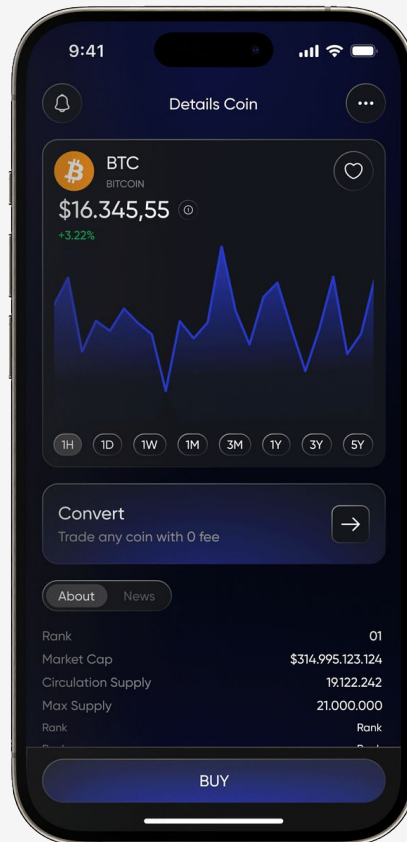 9:41
Details Coin
BTC
BITCOIN
$16.345,55
+3.22%
1H 1D 1W 1M 3M 1Y 3Y 5Y
Convert
Trade any coin with 0 fee
About News
Rank 01
Market Cap $314.995.123.124
Circulation Supply 19.122.242
Max Supply 21.000.000
Rank Rank
BUY